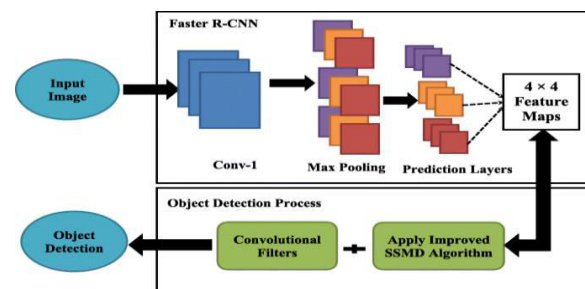 Faster R-CNN
Input
Image
Conv-1
Max Pooling
Prediction Layers
4 × 4
Feature
Maps
Object Detection Process
Object
Detection
Convolutional
Filters
+
Apply Improved
SSMD Algorithm